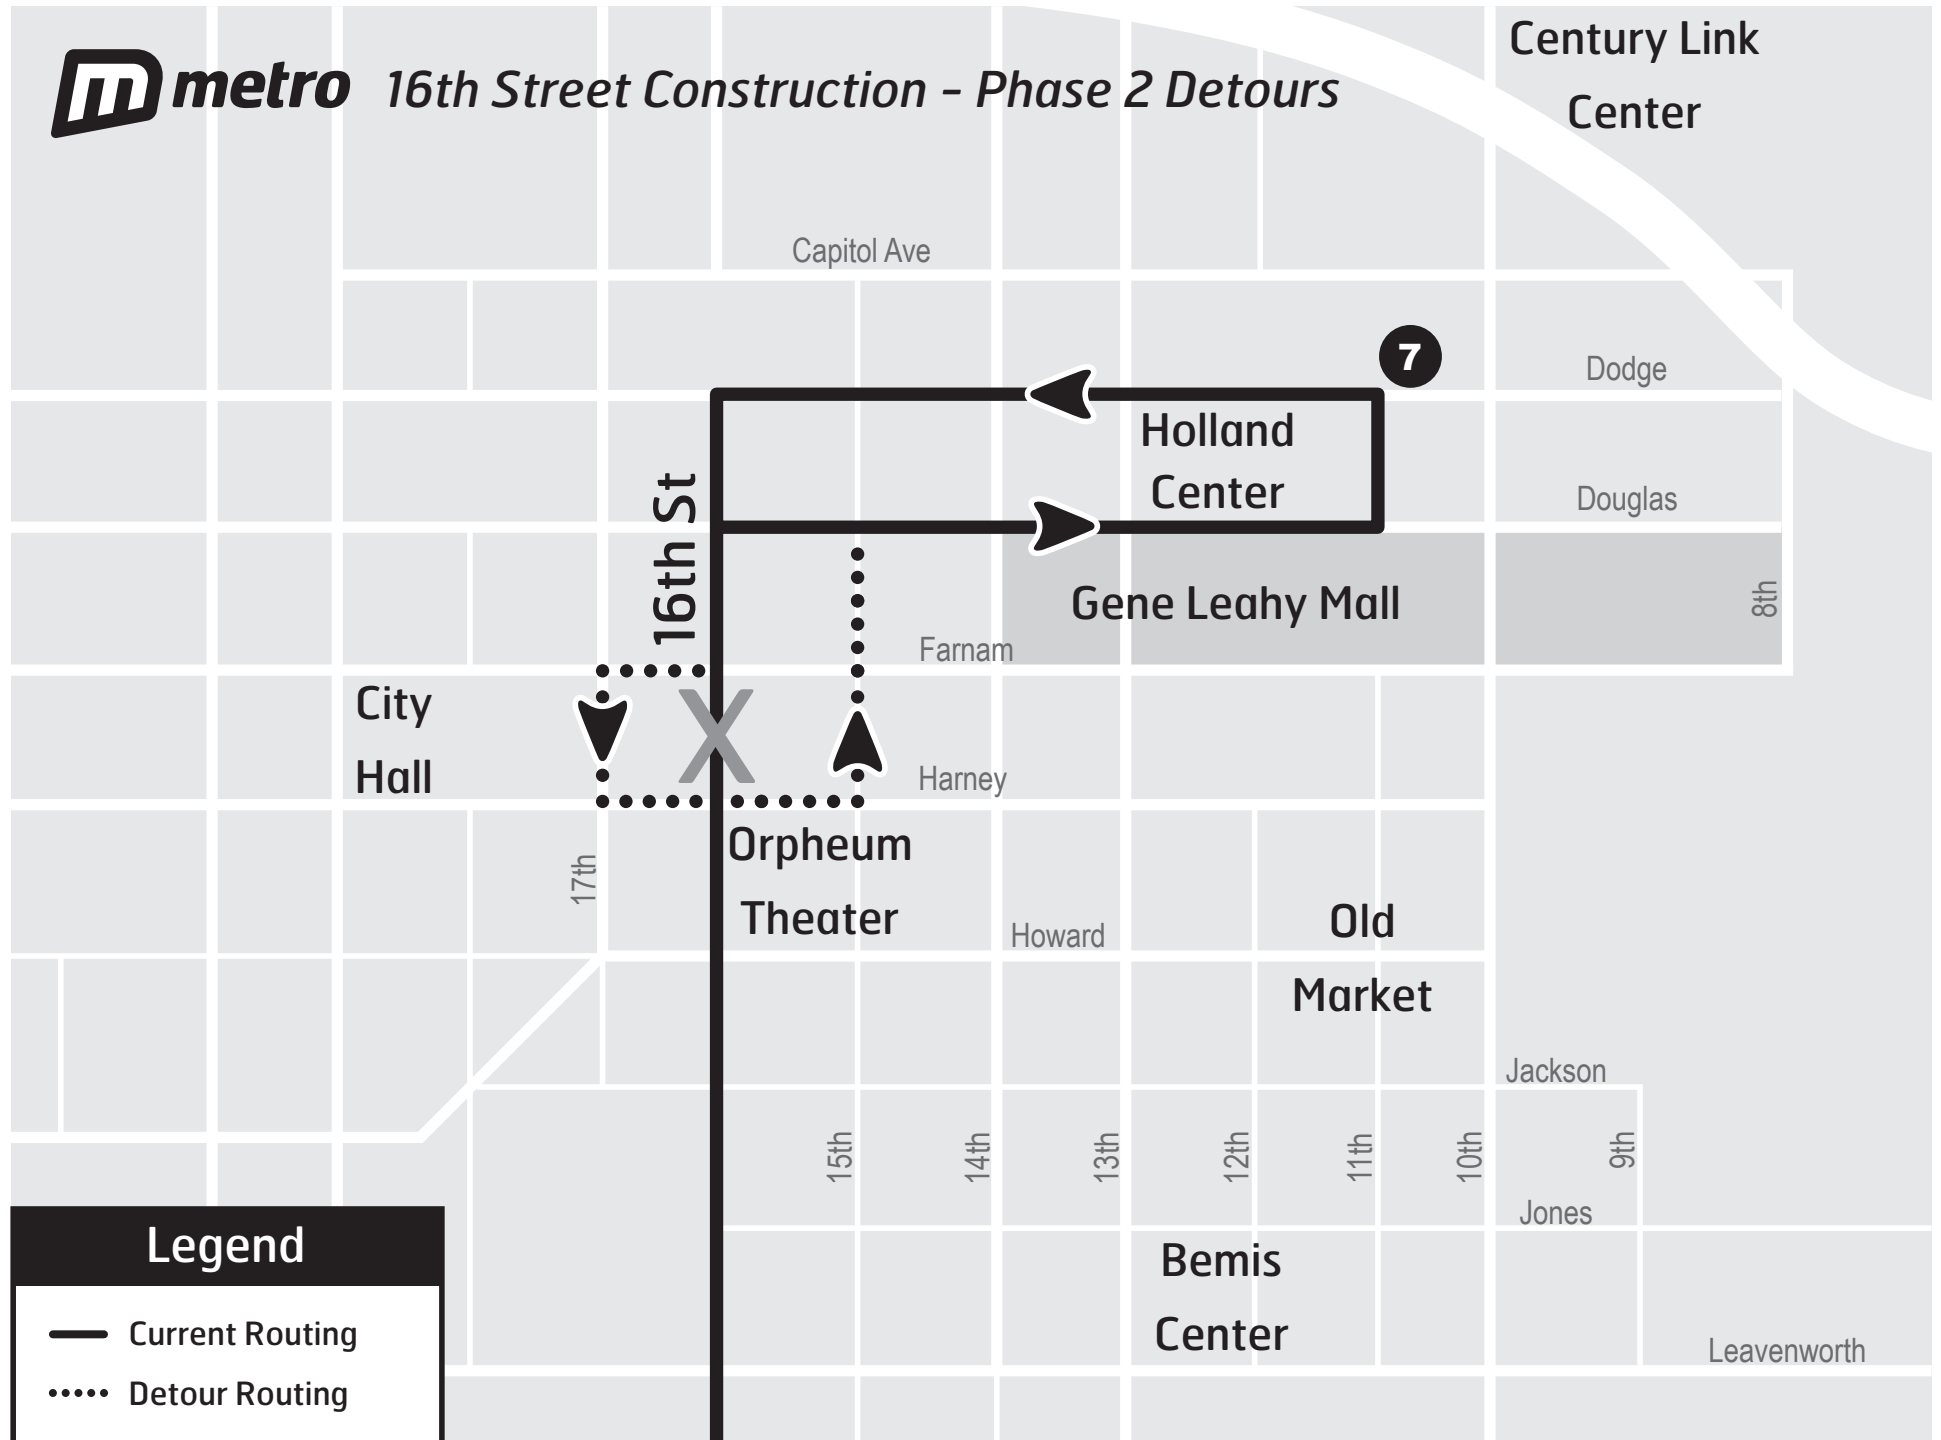 metro 16th Street Construction – Phase 2 Detours
Century Link
Center
Capitol Ave
7
Dodge
Holland
Center
Douglas
16th St
Gene Leahy Mall
8th
Farnam
City
Hall
X
Harney
Orpheum
Theater
17th
Howard
Old
Market
Jackson
15th
14th
13th
12th
11th
10th
9th
Jones
Bemis
Center
Leavenworth
Legend
Current Routing
Detour Routing